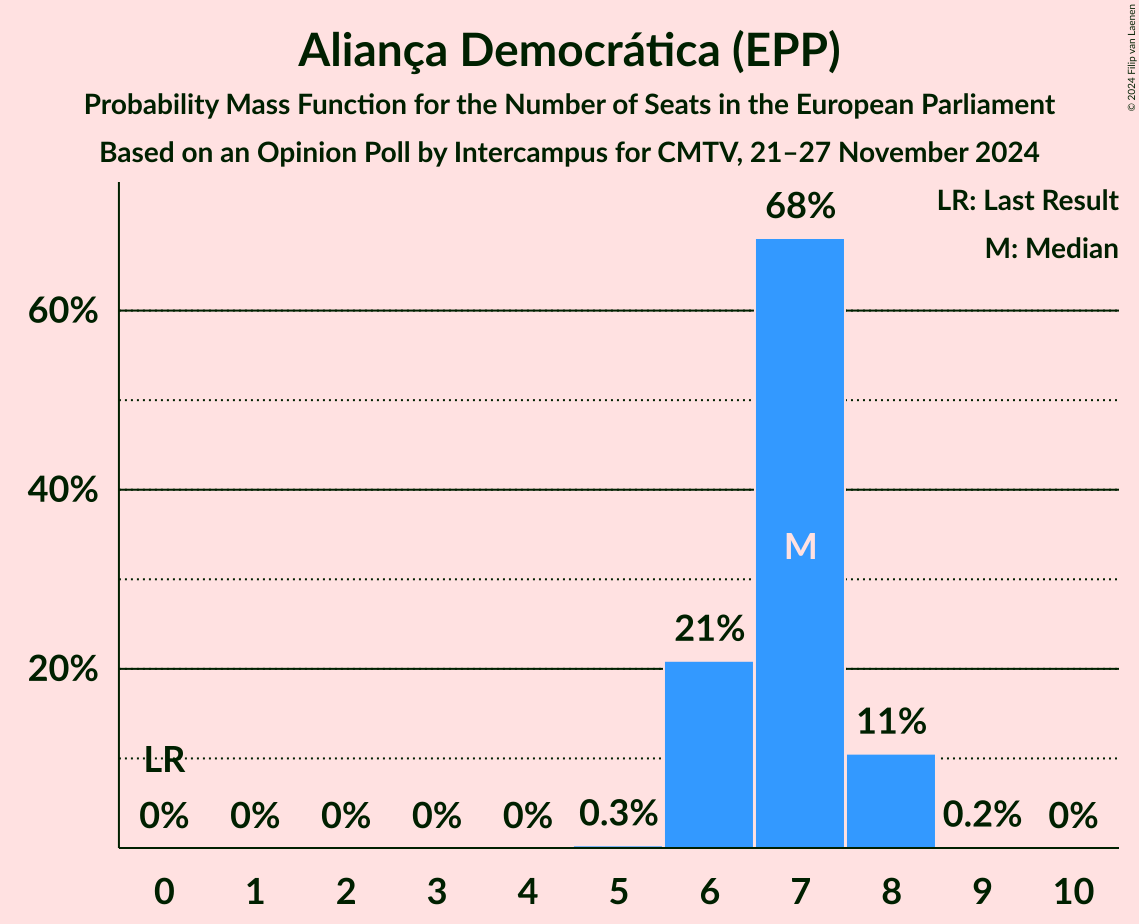 Aliança Democrática (EPP)
Probability Mass Function for the Number of Seats in the European Parliament
Based on an Opinion Poll by Intercampus for CMTV, 21–27 November 2024
© 2024 Filip van Laenen
LR: Last Result
M: Median
68%
60%
40%
M
21%
20%
11%
LR
0%
0%
0%
0%
0%
0.3%
0.2%
0%
0 1 2 3 4 5 6 7 8 9 10